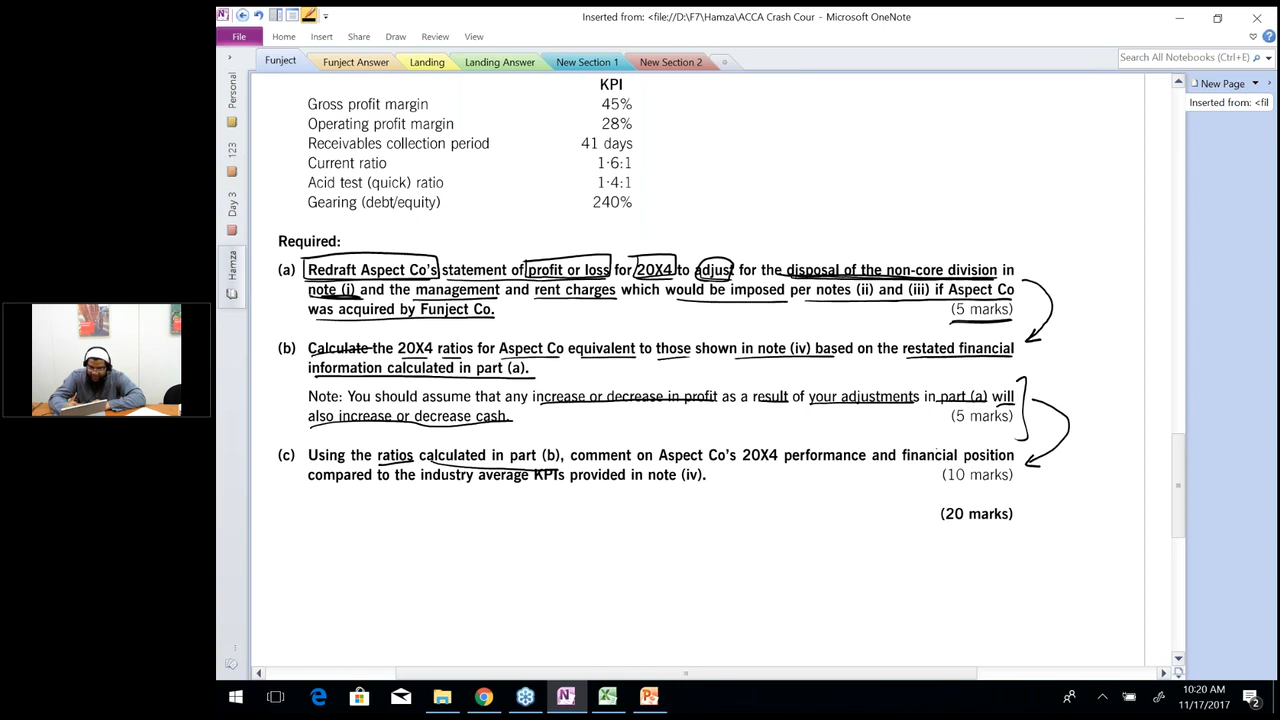 Inserted from: <file://D:\F7\Hamza\ACCA Crash Cour - Microsoft OneNote
File Home Insert Share Draw Review View
Funject Funject Answer Landing Landing Answer New Section 1 New Section 2
Search All Notebooks (Ctrl+E)
New Page
Inserted from: <fil
Personal
123
Day 3
Hamza
KPI
Gross profit margin 45%
Operating profit margin 28%
Receivables collection period 41 days
Current ratio 1·6:1
Acid test (quick) ratio 1·4:1
Gearing (debt/equity) 240%
Required:
(a) Redraft Aspect Co's statement of profit or loss for 20X4 to adjust for the disposal of the non-core division in
note (i) and the management and rent charges which would be imposed per notes (ii) and (iii) if Aspect Co
was acquired by Funject Co. (5 marks)
(b) Calculate the 20X4 ratios for Aspect Co equivalent to those shown in note (iv) based on the restated financial
information calculated in part (a).
Note: You should assume that any increase or decrease in profit as a result of your adjustments in part (a) will
also increase or decrease cash. (5 marks)
(c) Using the ratios calculated in part (b), comment on Aspect Co's 20X4 performance and financial position
compared to the industry average KPIs provided in note (iv). (10 marks)
(20 marks)
10:20 AM
11/17/2017
2